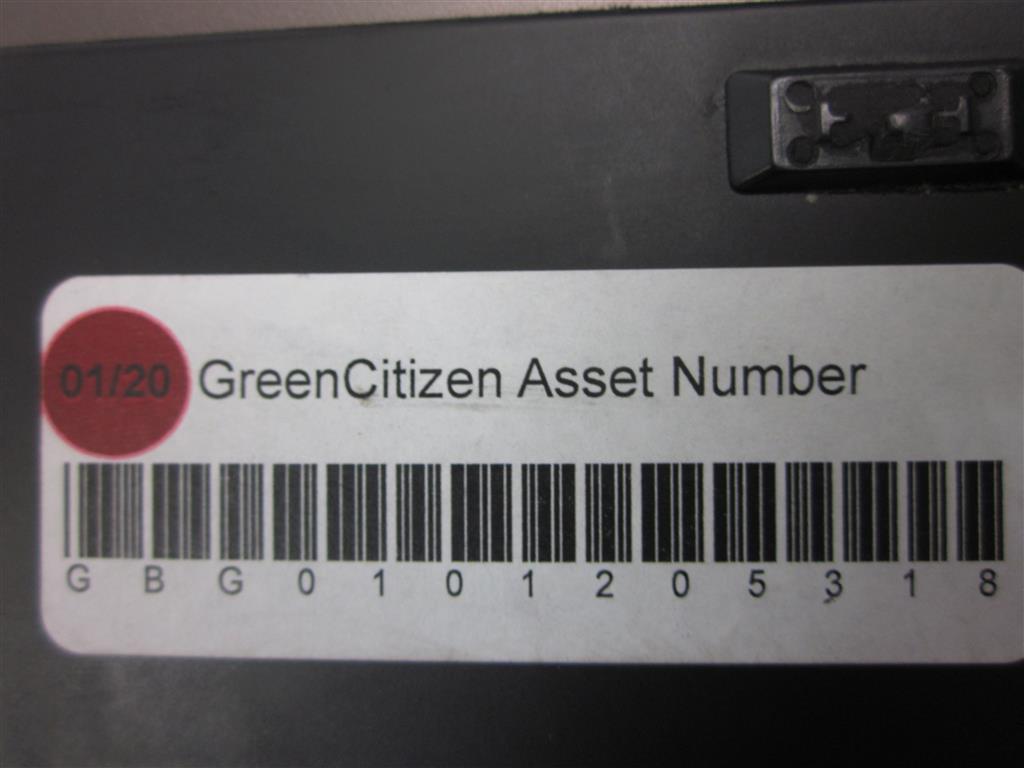 01/20 GreenCitizen Asset Number
G B G 0 1 0 1 2 0 5 3 1 8